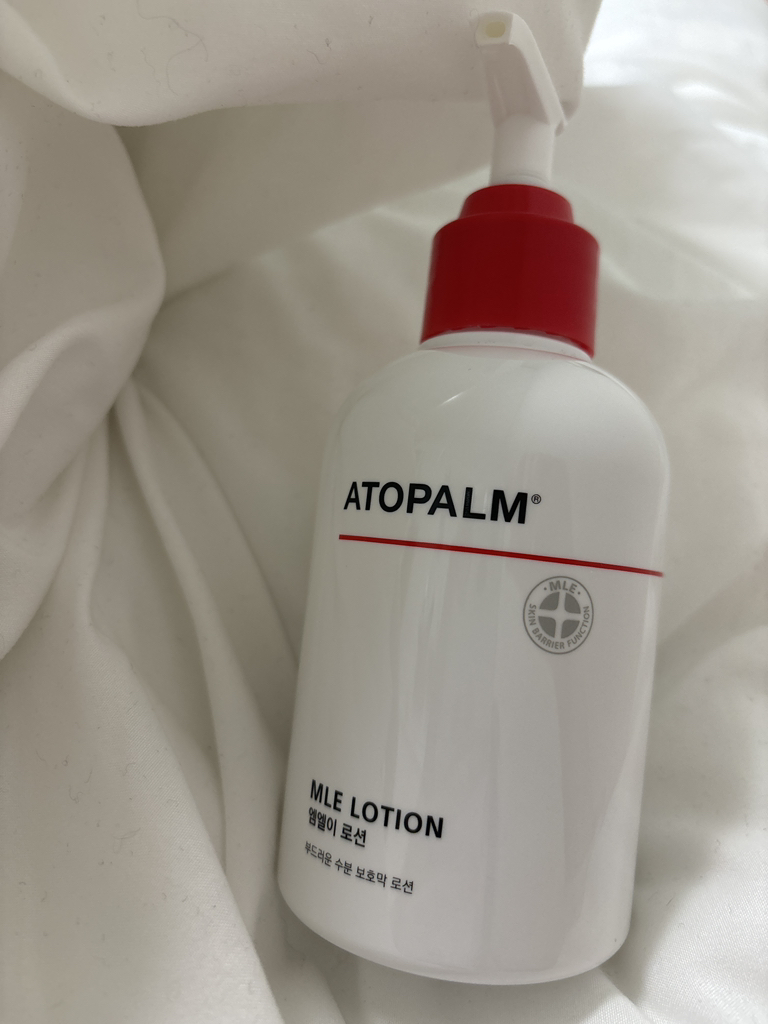 ATOPALM®
·MLE·
SKIN BARRIER FUNCTION
MLE LOTION
엠엘이 로션
부드러운 수분 보호막 로션